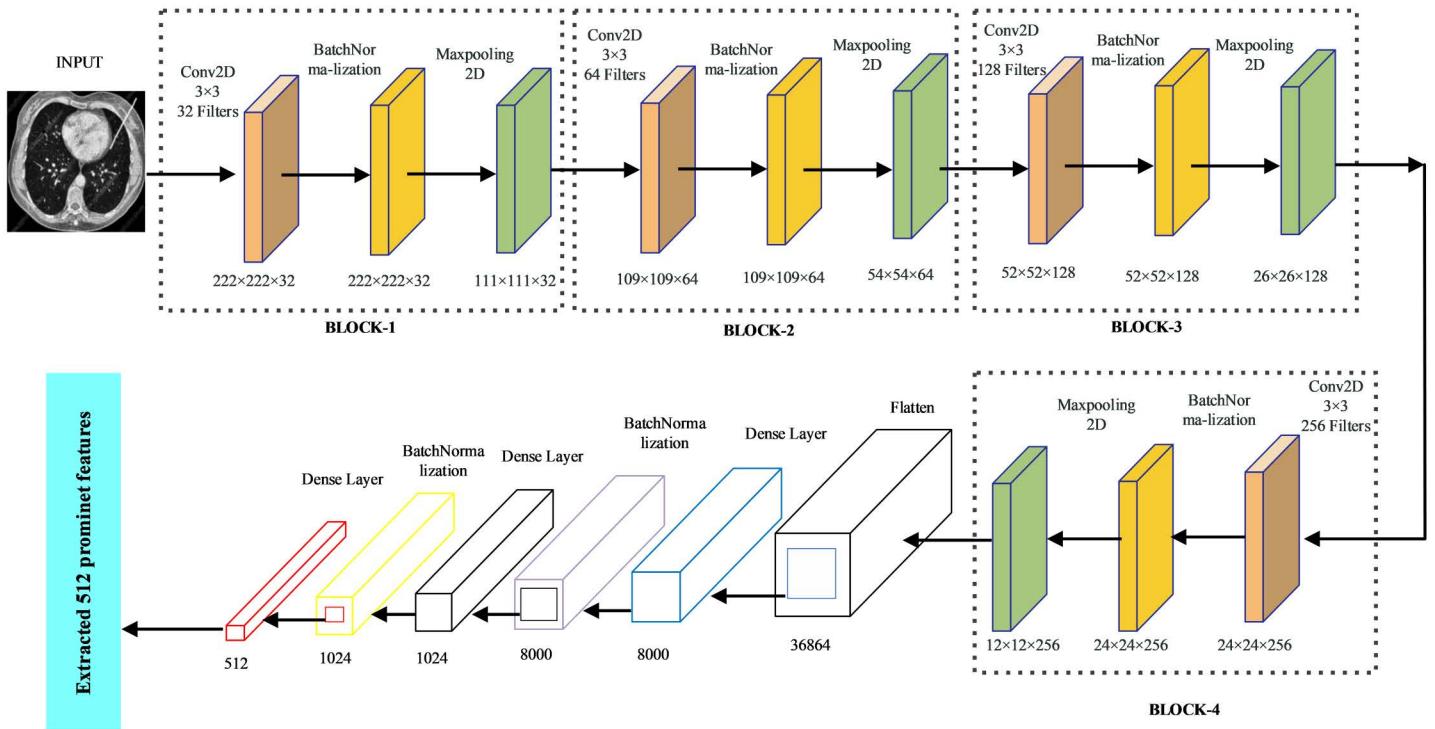 INPUT
Conv2D
3×3
32 Filters
BatchNor
ma-lization
Maxpooling
2D
222×222×32
222×222×32
111×111×32
BLOCK-1
Conv2D
3×3
64 Filters
BatchNor
ma-lization
Maxpooling
2D
109×109×64
109×109×64
54×54×64
BLOCK-2
Conv2D
3×3
128 Filters
BatchNor
ma-lization
Maxpooling
2D
52×52×128
52×52×128
26×26×128
BLOCK-3
Conv2D
3×3
256 Filters
BatchNor
ma-lization
Maxpooling
2D
24×24×256
24×24×256
12×12×256
BLOCK-4
Flatten
36864
Dense Layer
8000
BatchNorma
lization
8000
Dense Layer
1024
BatchNorma
lization
1024
Dense Layer
512
Extracted 512 prominet features